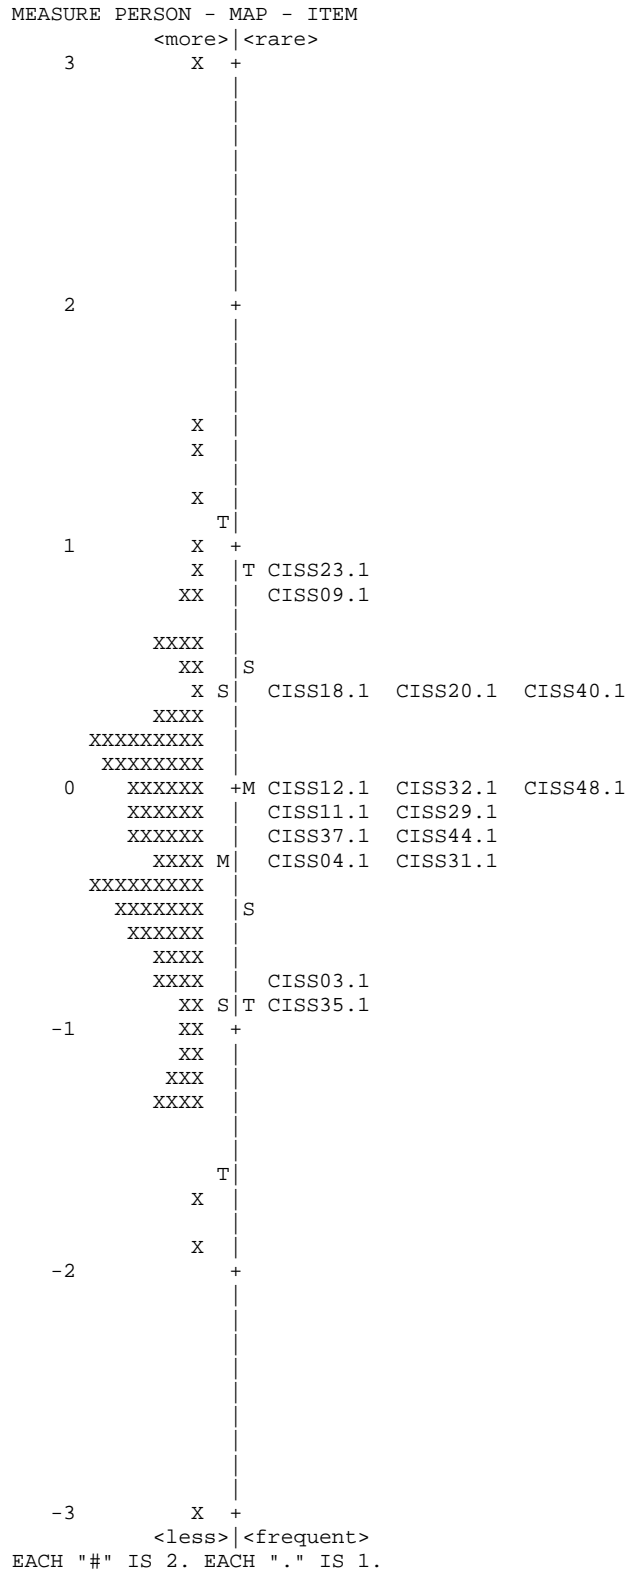 MEASURE PERSON - MAP - ITEM
            <more>|<rare>
    3         X   +
                  |
                  |
                  |
                  |
                  |
                  |
                  |
                  |
                  |
    2             +
                  |
                  |
                  |
                  |
              X   |
              X   |
                  |
              X   |
                T|
    1         X   +
              X   |T CISS23.1
             XX   |  CISS09.1
                  |
           XXXX   |
             XX   |S
              X S|  CISS18.1  CISS20.1  CISS40.1
           XXXX   |
      XXXXXXXXX   |
       XXXXXXXX   |
    0    XXXXXX   +M CISS12.1  CISS32.1  CISS48.1
         XXXXXX   |  CISS11.1  CISS29.1
         XXXXXX   |  CISS37.1  CISS44.1
           XXXX M|  CISS04.1  CISS31.1
      XXXXXXXXX   |
        XXXXXXX   |S
         XXXXXX   |
           XXXX   |
           XXXX   |  CISS03.1
             XX S|T CISS35.1
   -1        XX   +
             XX   |
            XXX   |
           XXXX   |
                  |
                  |
                T|
              X   |
                  |
              X   |
   -2             +
                  |
                  |
                  |
                  |
                  |
                  |
                  |
                  |
                  |
   -3         X   +
            <less>|<frequent>
EACH "#" IS 2. EACH "." IS 1.